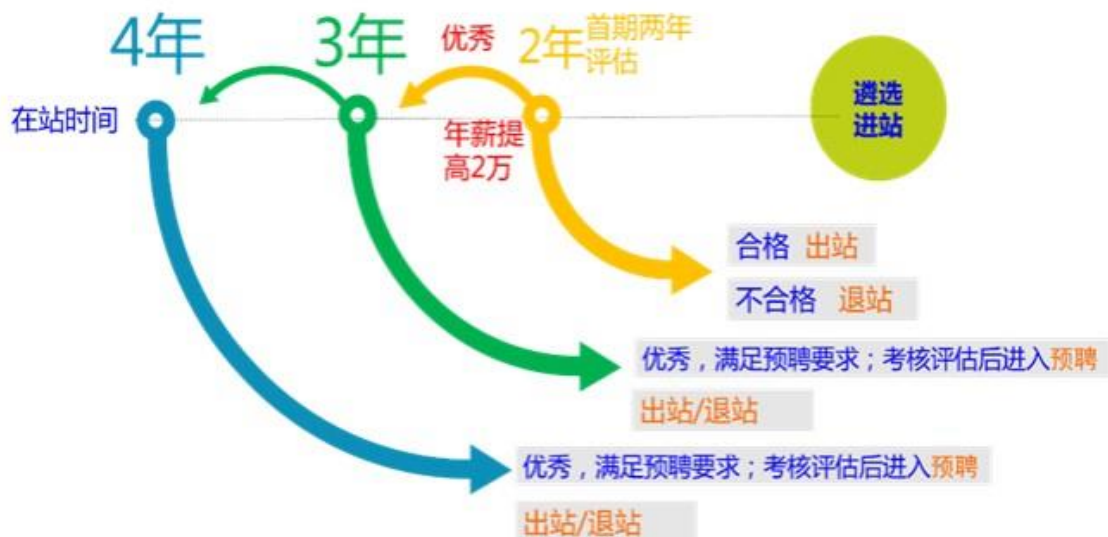 4年
3年
优秀
2年
首期两年
评估
在站时间
年薪提
高2万
遴选
进站
合格 出站
不合格 退站
优秀，满足预聘要求；考核评估后进入预聘
出站/退站
优秀，满足预聘要求；考核评估后进入预聘
出站/退站